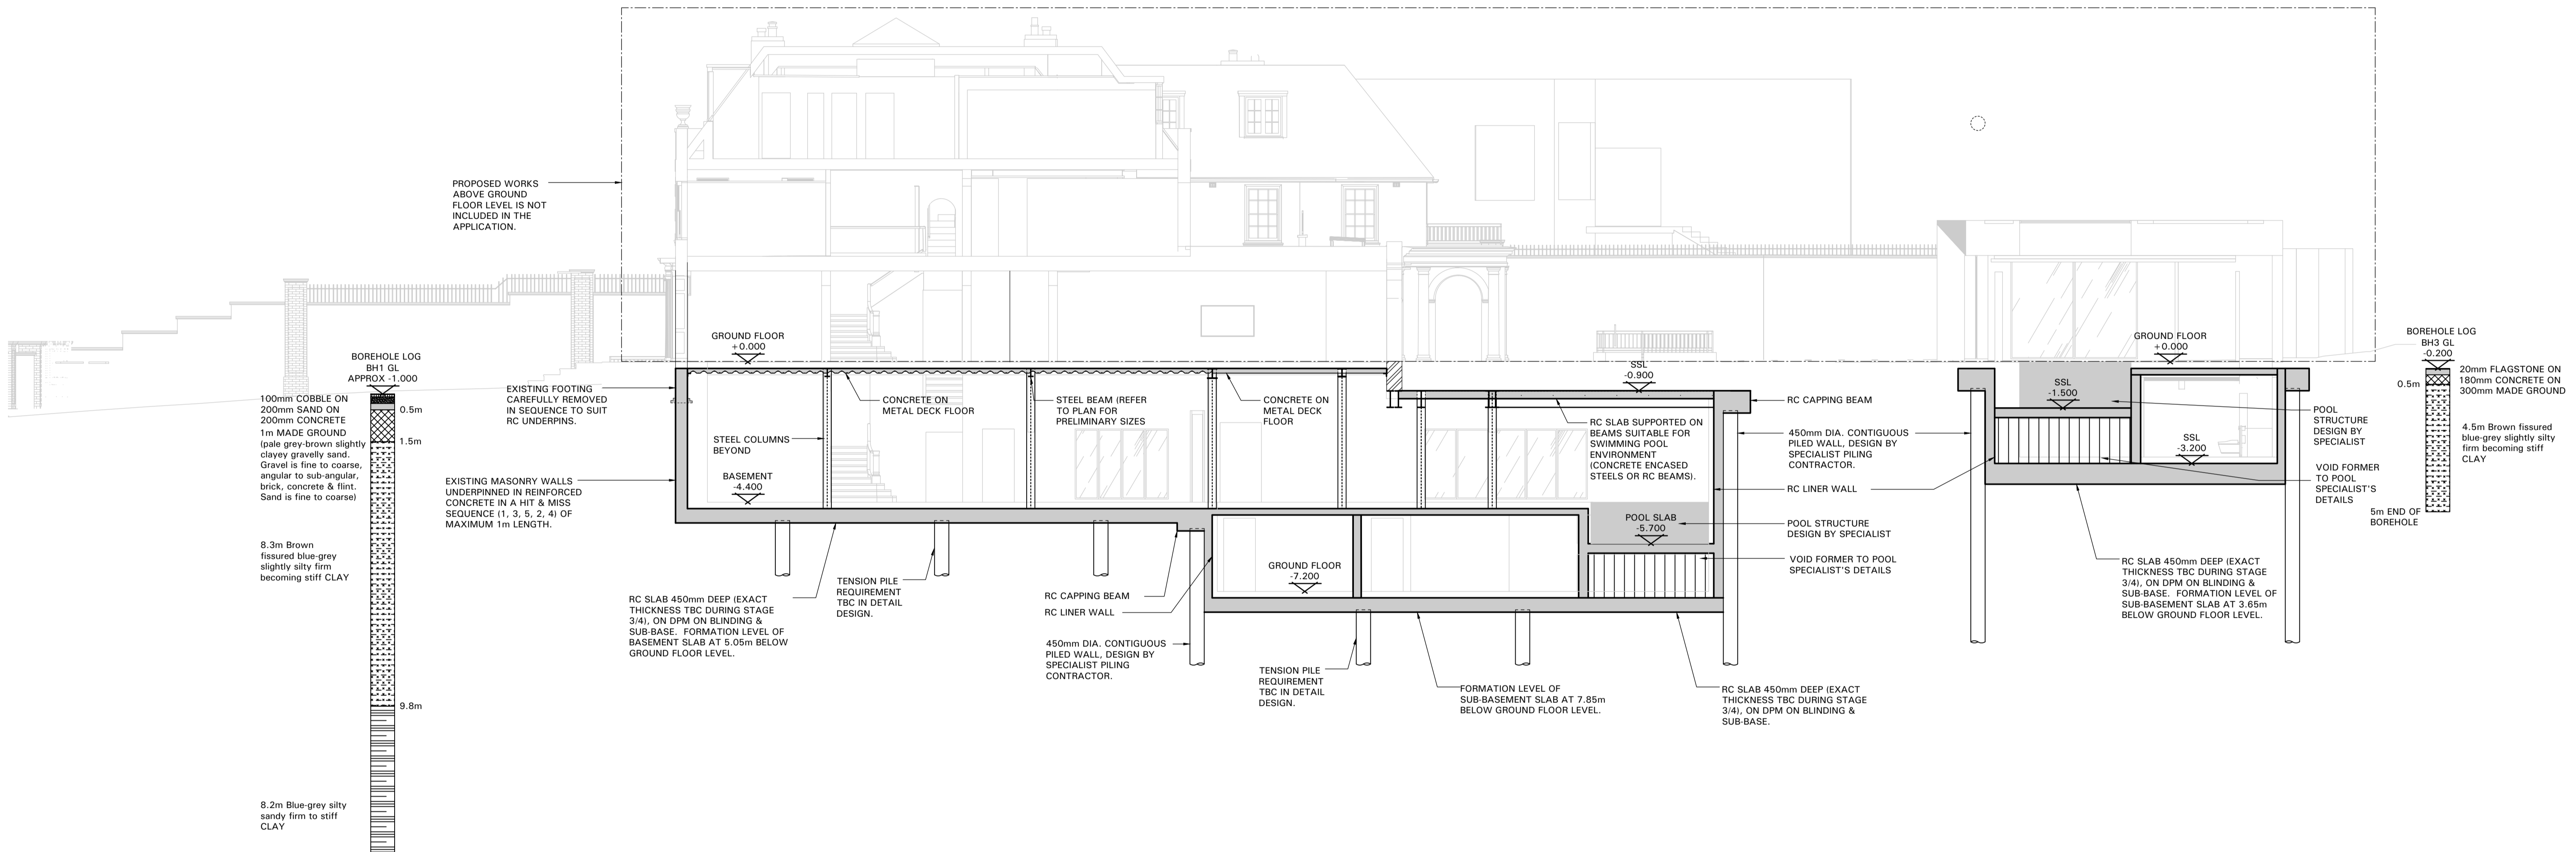 PROPOSED WORKS
ABOVE GROUND
FLOOR LEVEL IS NOT
INCLUDED IN THE
APPLICATION.
GROUND FLOOR
+0.000
BOREHOLE LOG
BH1 GL
APPROX -1.000
100mm COBBLE ON
200mm SAND ON
200mm CONCRETE
0.5m
1m MADE GROUND
(pale grey-brown slightly
clayey gravelly sand.
Gravel is fine to coarse,
angular to sub-angular,
brick, concrete & flint.
Sand is fine to coarse)
1.5m
8.3m Brown
fissured blue-grey
slightly silty firm
becoming stiff CLAY
9.8m
8.2m Blue-grey silty
sandy firm to stiff
CLAY
EXISTING FOOTING
CAREFULLY REMOVED
IN SEQUENCE TO SUIT
RC UNDERPINS.
EXISTING MASONRY WALLS
UNDERPINNED IN REINFORCED
CONCRETE IN A HIT & MISS
SEQUENCE (1, 3, 5, 2, 4) OF
MAXIMUM 1m LENGTH.
STEEL COLUMNS
BEYOND
BASEMENT
-4.400
CONCRETE ON
METAL DECK FLOOR
STEEL BEAM (REFER
TO PLAN FOR
PRELIMINARY SIZES
CONCRETE ON
METAL DECK
FLOOR
SSL
-0.900
RC SLAB SUPPORTED ON
BEAMS SUITABLE FOR
SWIMMING POOL
ENVIRONMENT
(CONCRETE ENCASED
STEELS OR RC BEAMS).
POOL SLAB
-5.700
GROUND FLOOR
-7.200
RC SLAB 450mm DEEP (EXACT
THICKNESS TBC DURING STAGE
3/4), ON DPM ON BLINDING &
SUB-BASE. FORMATION LEVEL OF
BASEMENT SLAB AT 5.05m BELOW
GROUND FLOOR LEVEL.
TENSION PILE
REQUIREMENT
TBC IN DETAIL
DESIGN.
RC CAPPING BEAM
RC LINER WALL
450mm DIA. CONTIGUOUS
PILED WALL, DESIGN BY
SPECIALIST PILING
CONTRACTOR.
TENSION PILE
REQUIREMENT
TBC IN DETAIL
DESIGN.
FORMATION LEVEL OF
SUB-BASEMENT SLAB AT 7.85m
BELOW GROUND FLOOR LEVEL.
RC SLAB 450mm DEEP (EXACT
THICKNESS TBC DURING STAGE
3/4), ON DPM ON BLINDING &
SUB-BASE.
RC CAPPING BEAM
450mm DIA. CONTIGUOUS
PILED WALL, DESIGN BY
SPECIALIST PILING
CONTRACTOR.
RC LINER WALL
POOL STRUCTURE
DESIGN BY SPECIALIST
VOID FORMER TO POOL
SPECIALIST'S DETAILS
GROUND FLOOR
+0.000
SSL
-1.500
SSL
-3.200
POOL
STRUCTURE
DESIGN BY
SPECIALIST
VOID FORMER
TO POOL
SPECIALIST'S
DETAILS
RC SLAB 450mm DEEP (EXACT
THICKNESS TBC DURING STAGE
3/4), ON DPM ON BLINDING &
SUB-BASE. FORMATION LEVEL OF
SUB-BASEMENT SLAB AT 3.65m
BELOW GROUND FLOOR LEVEL.
BOREHOLE LOG
BH3 GL
-0.200
0.5m
20mm FLAGSTONE ON
180mm CONCRETE ON
300mm MADE GROUND
4.5m Brown fissured
blue-grey slightly silty
firm becoming stiff
CLAY
5m END OF
BOREHOLE